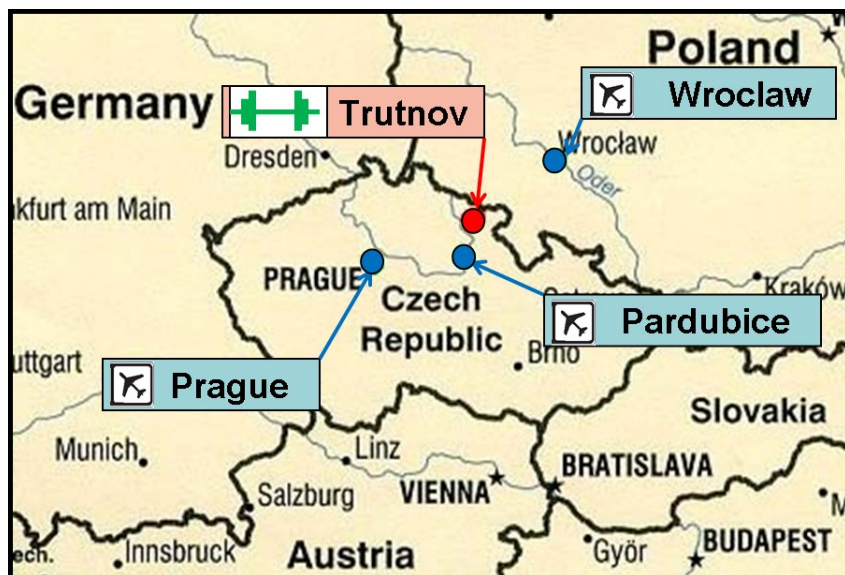 Poland
Germany
Wroclaw
Trutnov
Wrocław
Dresden
Oder
nkfurt am Main
PRAGUE
Kraków
Czech
Republic
Pardubice
Brno
uttgart
Prague
Slovakia
Munich
Linz
BRATISLAVA
VIENNA
Salzburg
BUDAPEST
Györ
ech.
Innsbruck
Austria